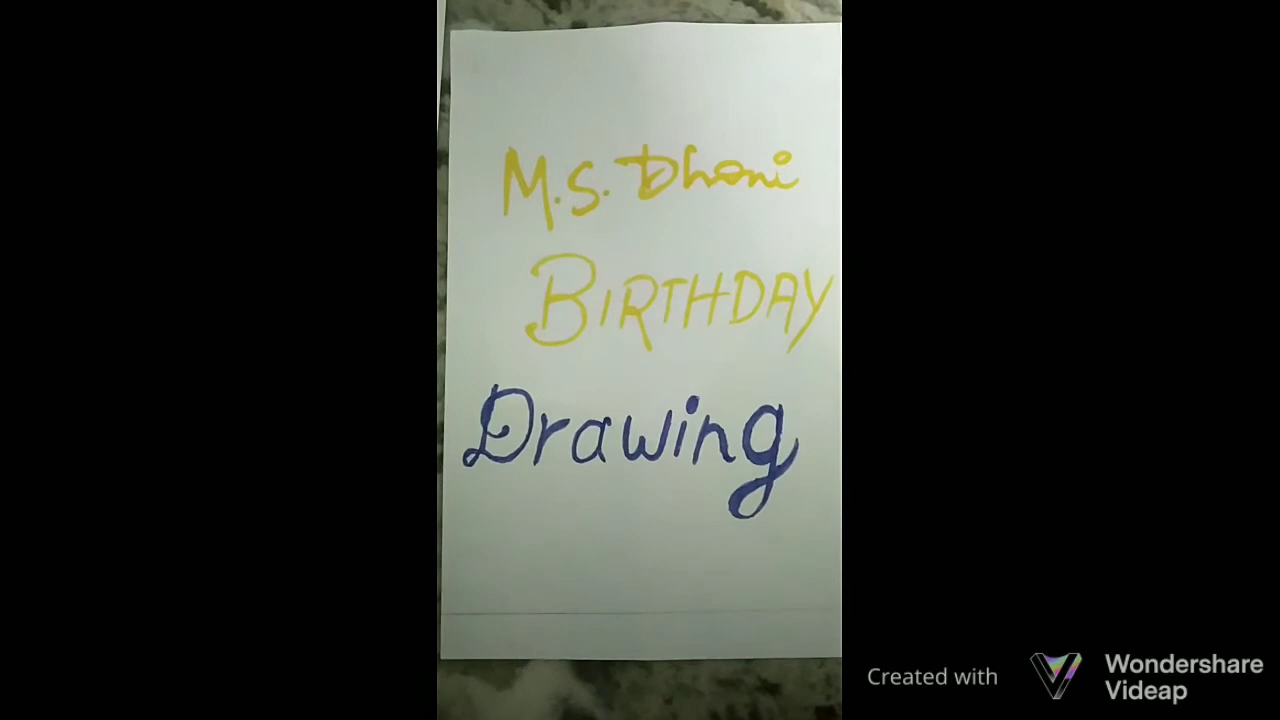 M.S. Dhoni
BIRTHDAY
Drawing
Created with
Wondershare
Videap